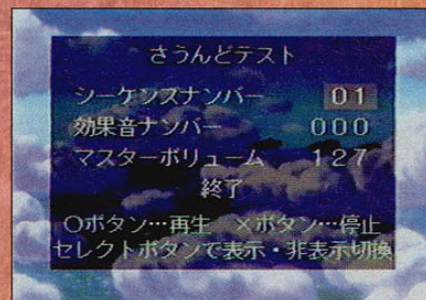 さうんどテスト
シーケンスナンバー 01
効果音ナンバー 000
マスターボリューム 127
終了
○ボタン…再生 ×ボタン…停止
セレクトボタンで表示・非表示切換